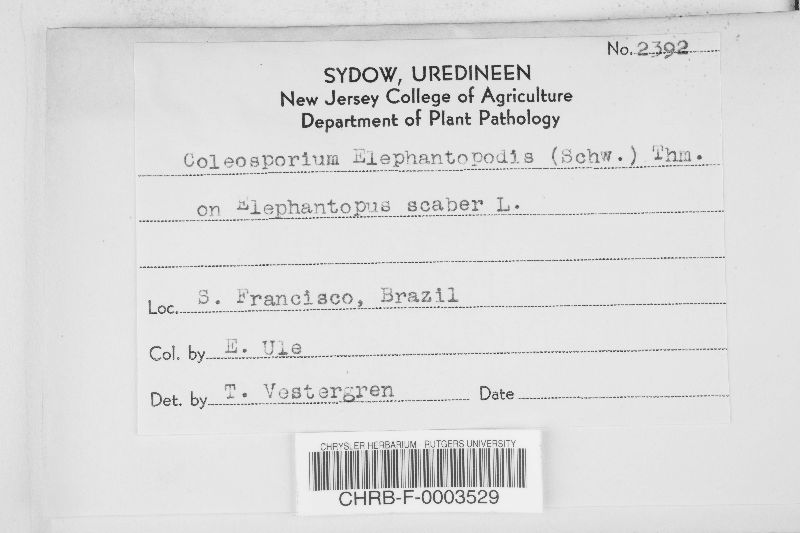 No. 2392
SYDOW, UREDINEEN
New Jersey College of Agriculture
Department of Plant Pathology
Coleosporium Elephantopodis (Schw.) Thm.
on Elephantopus scaber L.
Loc. S. Francisco, Brazil
Col. by E. Ule
Det. by T. Vestergren Date
CHRYSLER HERBARIUM RUTGERS UNIVERSITY
CHRB-F-0003529